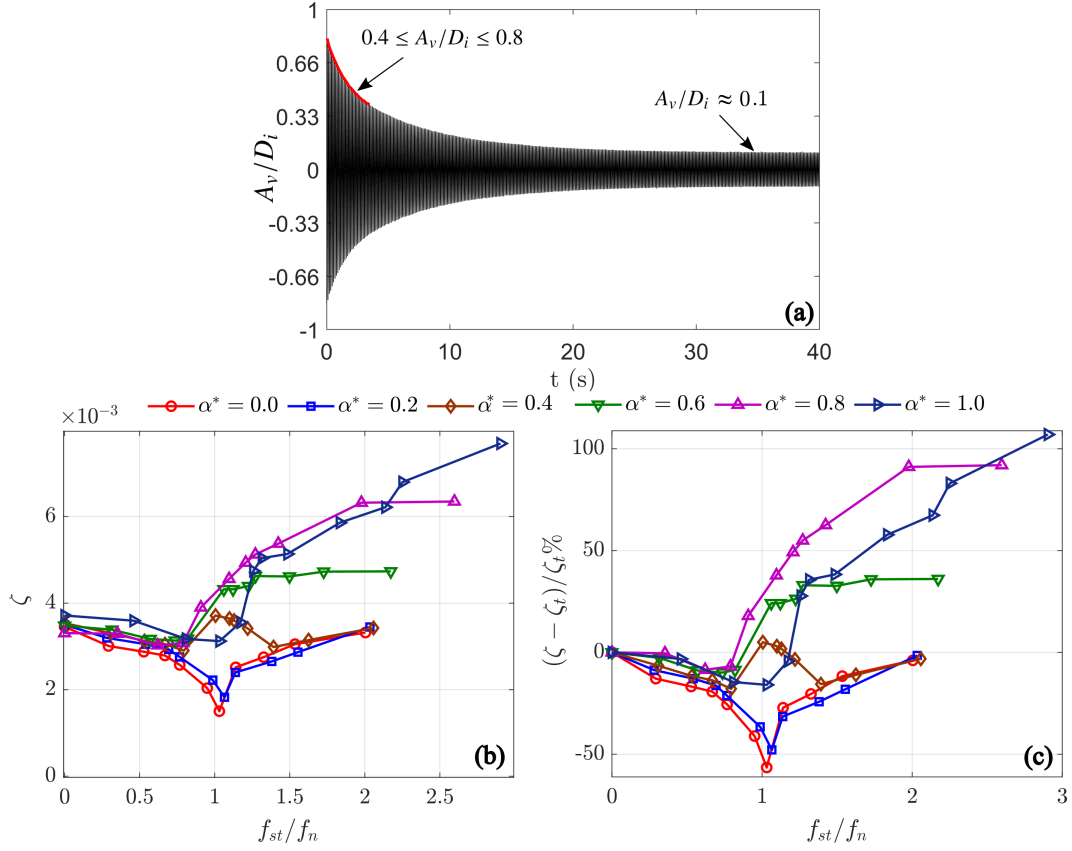 1
0.66
0.33
0
-0.33
-0.66
-1
A_v/D_i
0.4 ≤ A_v/D_i ≤ 0.8
A_v/D_i ≈ 0.1
(a)
0 10 20 30 40
t (s)
α* = 0.0 α* = 0.2 α* = 0.4 α* = 0.6 α* = 0.8 α* = 1.0
×10⁻³
6
4
2
0
ζ
(b)
0 0.5 1 1.5 2 2.5
f_st/f_n
100
50
0
-50
(ζ − ζ_t)/ζ_t%
(c)
0 1 2 3
f_st/f_n